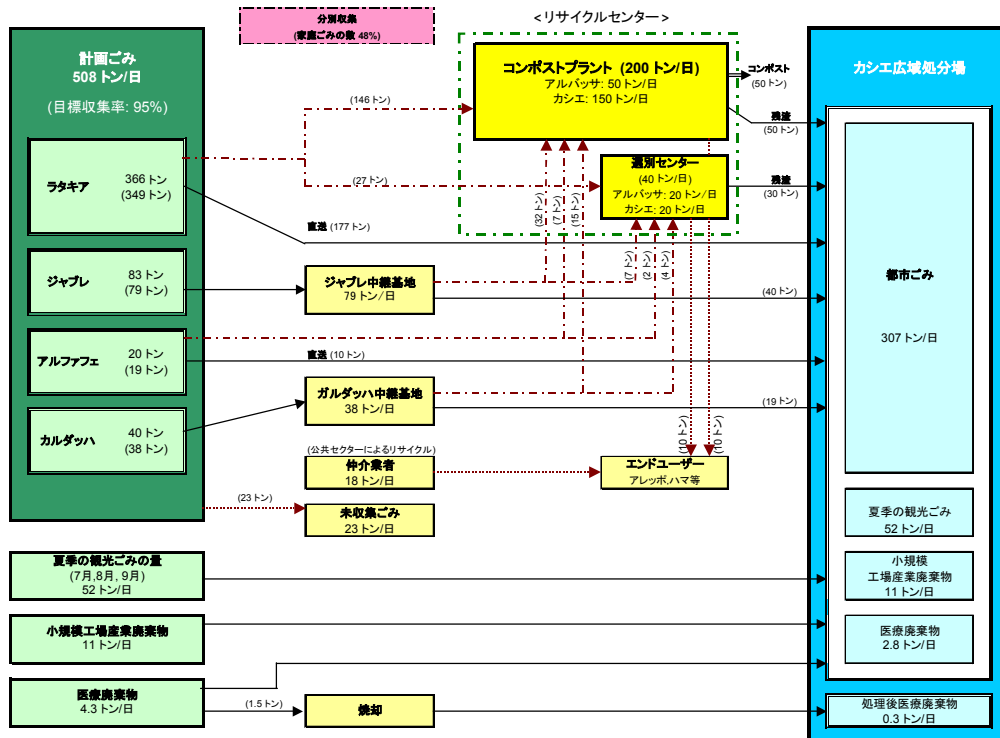 分別収集
(家庭ごみの数 48%)
<リサイクルセンター>
計画ごみ
508 トン/日
(目標収集率: 95%)
ラタキア
366 トン
(349 トン)
ジャブレ
83 トン
(79 トン)
アルファフェ
20 トン
(19 トン)
カルダッハ
40 トン
(38 トン)
(146 トン)
(27 トン)
直送 (177 トン)
コンポストプラント (200 トン/日)
アルバッサ: 50 トン/日
カシエ: 150 トン/日
選別センター
(40 トン/日)
アルバッサ: 20 トン/日
カシエ: 20 トン/日
コンポスト
(50 トン)
残渣
(50 トン)
残渣
(30 トン)
(32 トン)
(7 トン)
(15 トン)
(7 トン)
(2 トン)
(4 トン)
ジャブレ中継基地
79 トン/日
(40 トン)
直送 (10 トン)
ガルダッハ中継基地
38 トン/日
(19 トン)
(10 トン)
(10 トン)
(公共セクターによるリサイクル)
仲介業者
18 トン/日
エンドユーザー
アレッポ,ハマ等
(23 トン)
未収集ごみ
23 トン/日
夏季の観光ごみの量
(7月,8月, 9月)
52 トン/日
小規模工場産業廃棄物
11 トン/日
医療廃棄物
4.3 トン/日
(1.5 トン)
焼却
カシエ広域処分場
都市ごみ
307 トン/日
夏季の観光ごみ
52 トン/日
小規模
工場産業廃棄物
11 トン/日
医療廃棄物
2.8 トン/日
処理後医療廃棄物
0.3 トン/日